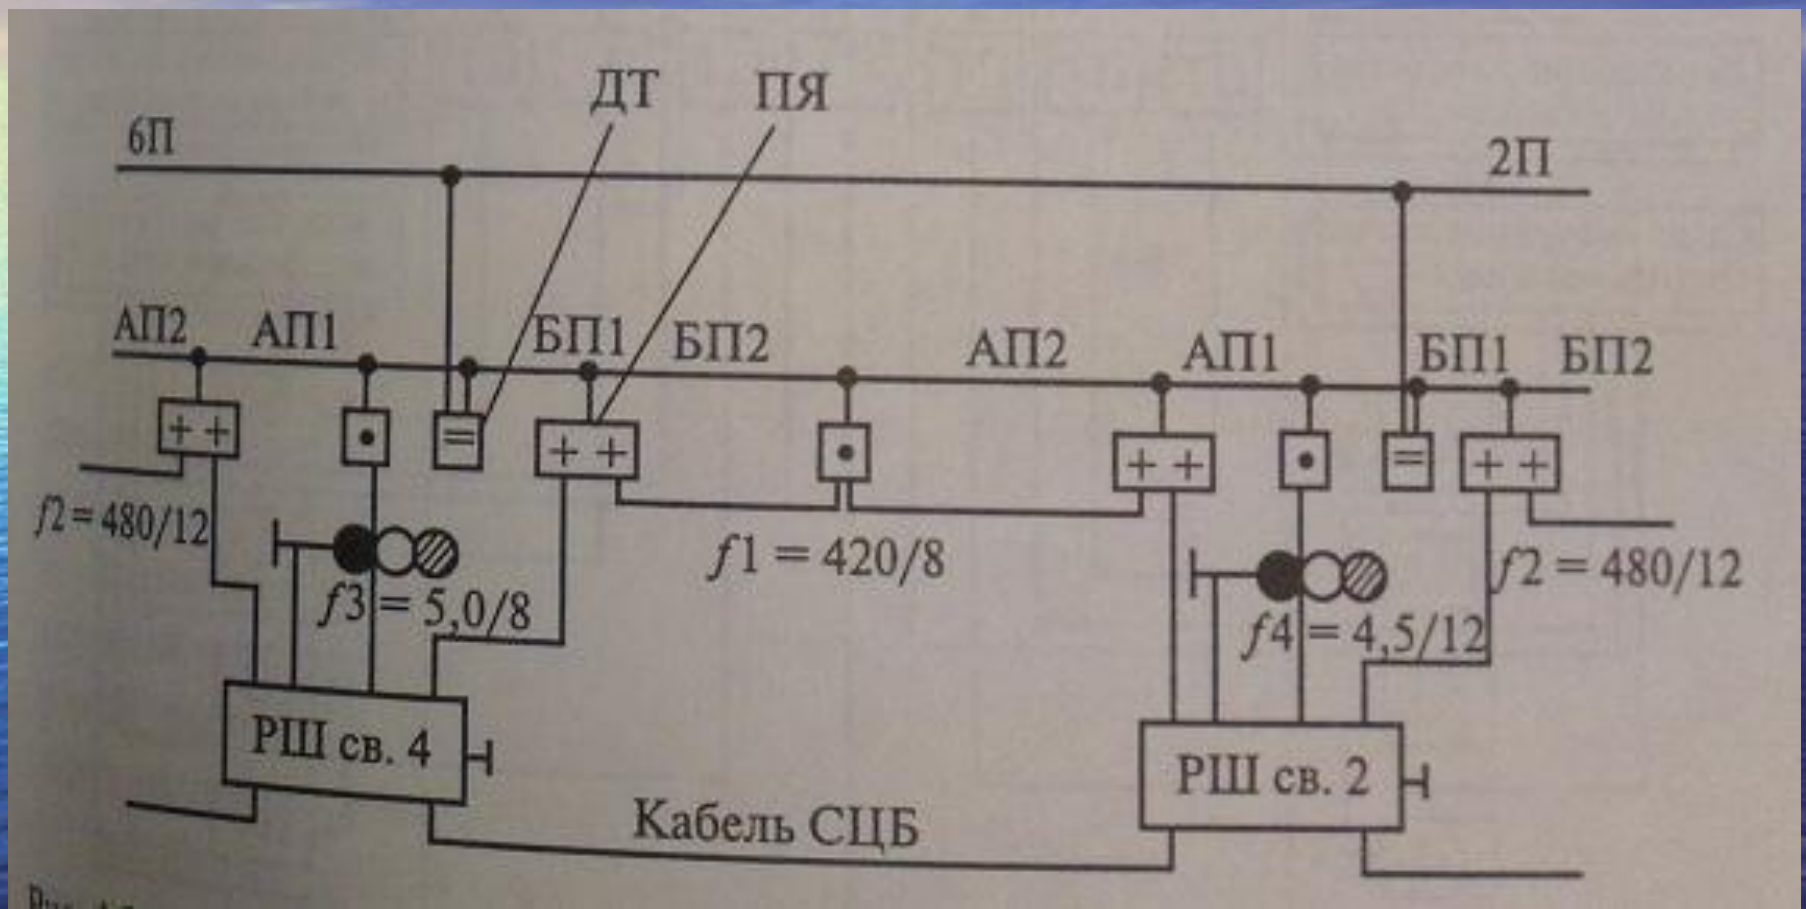 ДТ ПЯ
6П 2П
АП2 АП1 БП1 БП2 АП2 АП1 БП1 БП2
++ = ++ ++ = ++
f2 = 480/12 f1 = 420/8 f2 = 480/12
f3 = 5,0/8 f4 = 4,5/12
РШ св. 4 РШ св. 2
Кабель СЦБ